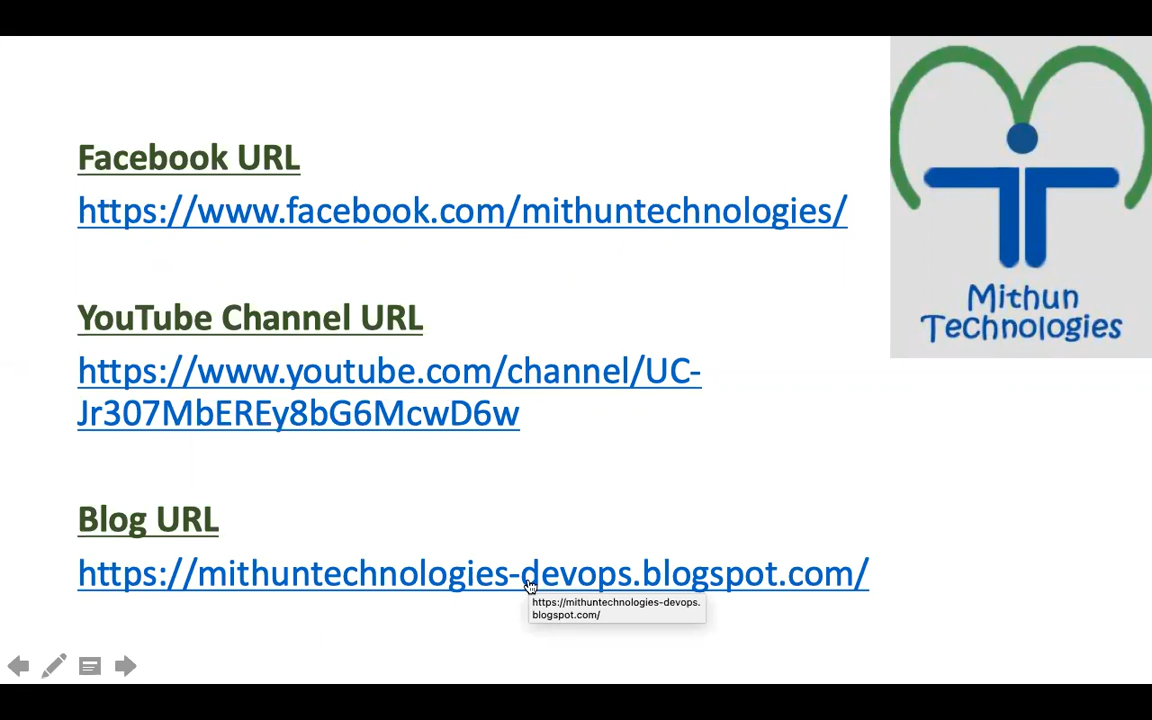 Facebook URL
https://www.facebook.com/mithuntechnologies/
Mithun
Technologies
YouTube Channel URL
https://www.youtube.com/channel/UC-
Jr307MbEREy8bG6McwD6w
Blog URL
https://mithuntechnologies-devops.blogspot.com/
https://mithuntechnologies-devops.
blogspot.com/